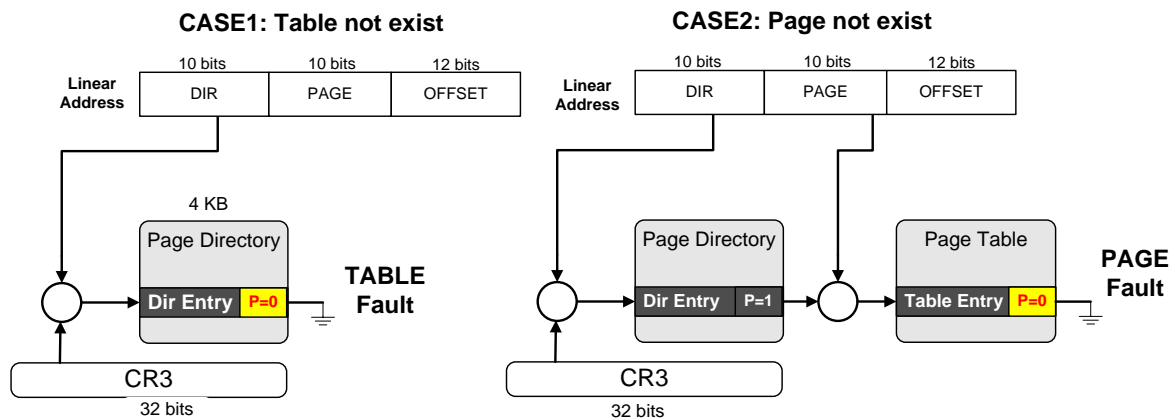 CASE1: Table not exist
10 bits 10 bits 12 bits
Linear Address
DIR PAGE OFFSET
4 KB
Page Directory
Dir Entry P=0
TABLE
Fault
CR3
32 bits
CASE2: Page not exist
10 bits 10 bits 12 bits
Linear Address
DIR PAGE OFFSET
Page Directory
Dir Entry P=1
Page Table
Table Entry P=0
PAGE
Fault
CR3
32 bits